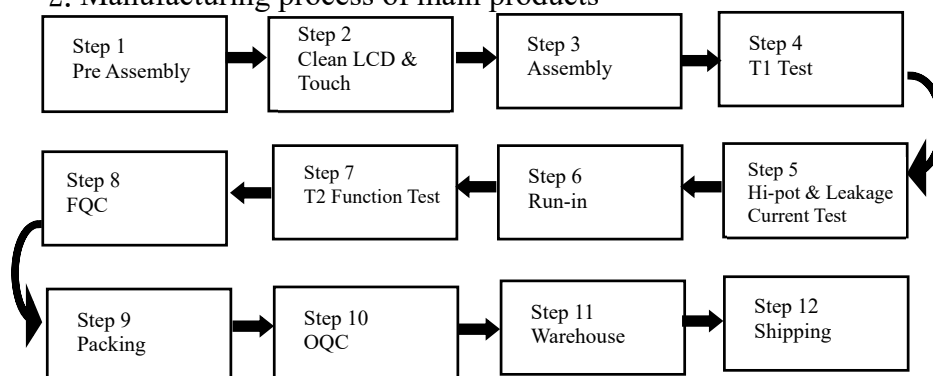 2. Manufacturing process of main products
Step 1
Pre Assembly
Step 2
Clean LCD &
Touch
Step 3
Assembly
Step 4
T1 Test
Step 5
Hi-pot & Leakage
Current Test
Step 6
Run-in
Step 7
T2 Function Test
Step 8
FQC
Step 9
Packing
Step 10
OQC
Step 11
Warehouse
Step 12
Shipping